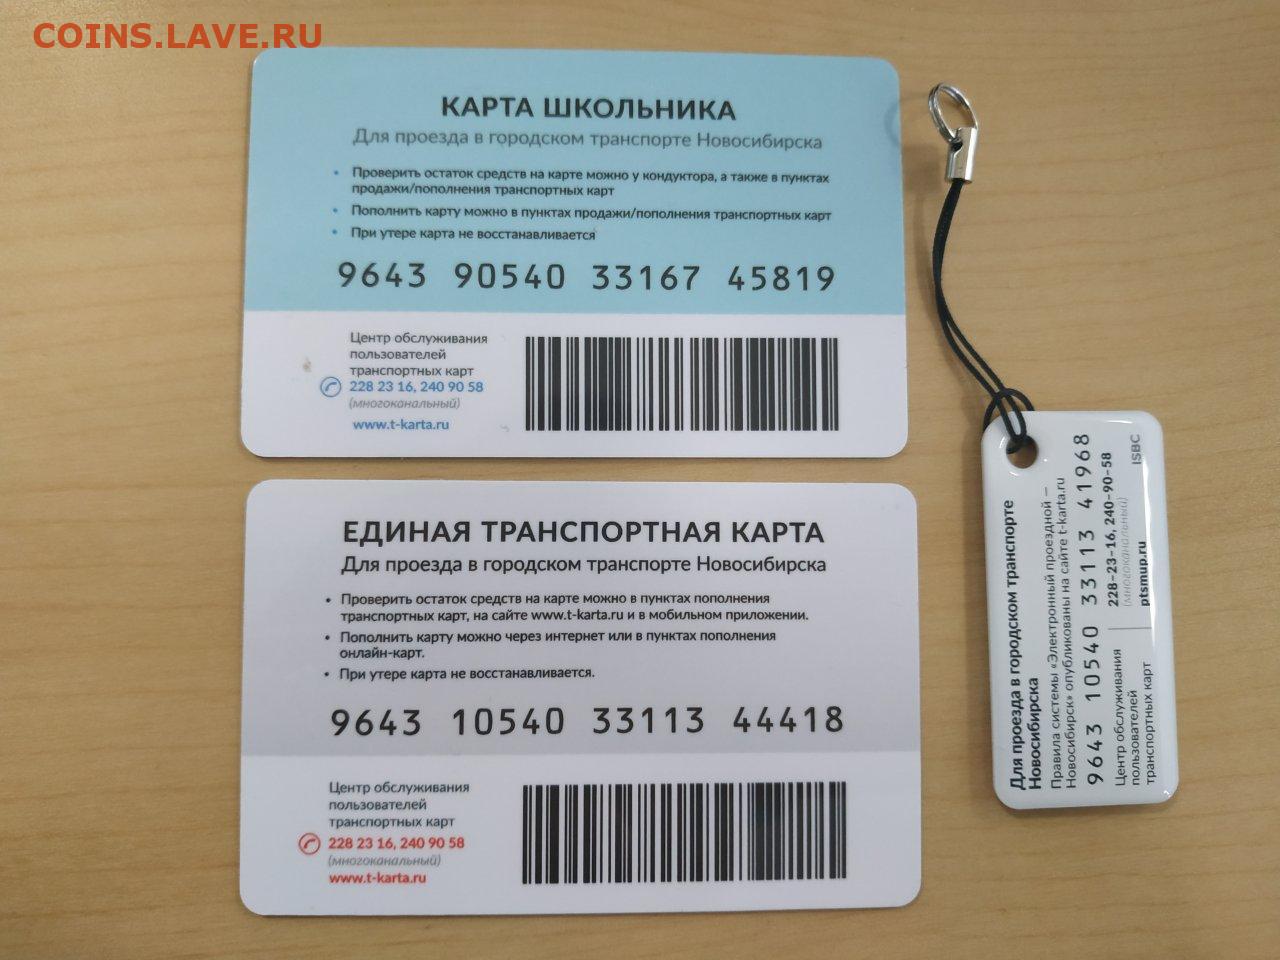 COINS.LAVE.RU
КАРТА ШКОЛЬНИКА
Для проезда в городском транспорте Новосибирска
• Проверить остаток средств на карте можно у кондуктора, а также в пунктах
продажи/пополнения транспортных карт
• Пополнить карту можно в пунктах продажи/пополнения транспортных карт
• При утере карта не восстанавливается
9643 90540 33167 45819
Центр обслуживания
пользователей
транспортных карт
228 23 16, 240 90 58
(многоканальный)
www.t-karta.ru
ЕДИНАЯ ТРАНСПОРТНАЯ КАРТА
Для проезда в городском транспорте Новосибирска
• Проверить остаток средств на карте можно в пунктах пополнения
транспортных карт, на сайте www.t-karta.ru и в мобильном приложении.
• Пополнить карту можно через интернет или в пунктах пополнения
онлайн-карт.
• При утере карта не восстанавливается.
9643 10540 33113 44418
Центр обслуживания
пользователей
транспортных карт
228 23 16, 240 90 58
(многоканальный)
www.t-karta.ru
Для проезда в городском транспорте
Новосибирска
Правила системы «Электронный проездной —
Новосибирск» опубликованы на сайте t-karta.ru
9643 10540 33113 41968
Центр обслуживания
пользователей
транспортных карт
228-23-16, 240-90-58
(многоканальный)
ptsmup.ru
ISBC